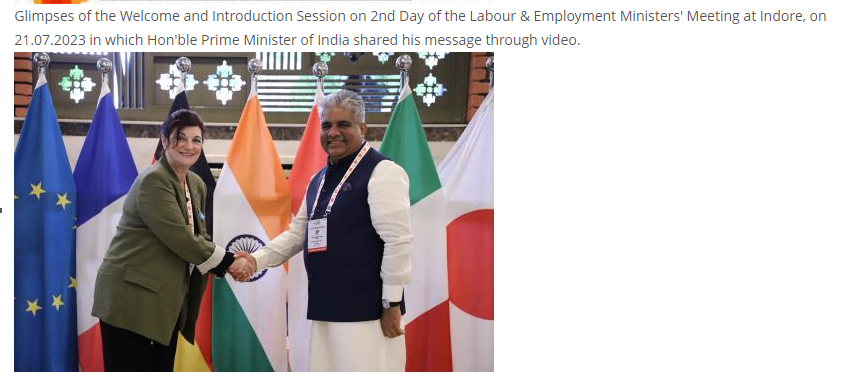 Glimpses of the Welcome and Introduction Session on 2nd Day of the Labour & Employment Ministers' Meeting at Indore, on
21.07.2023 in which Hon'ble Prime Minister of India shared his message through video.